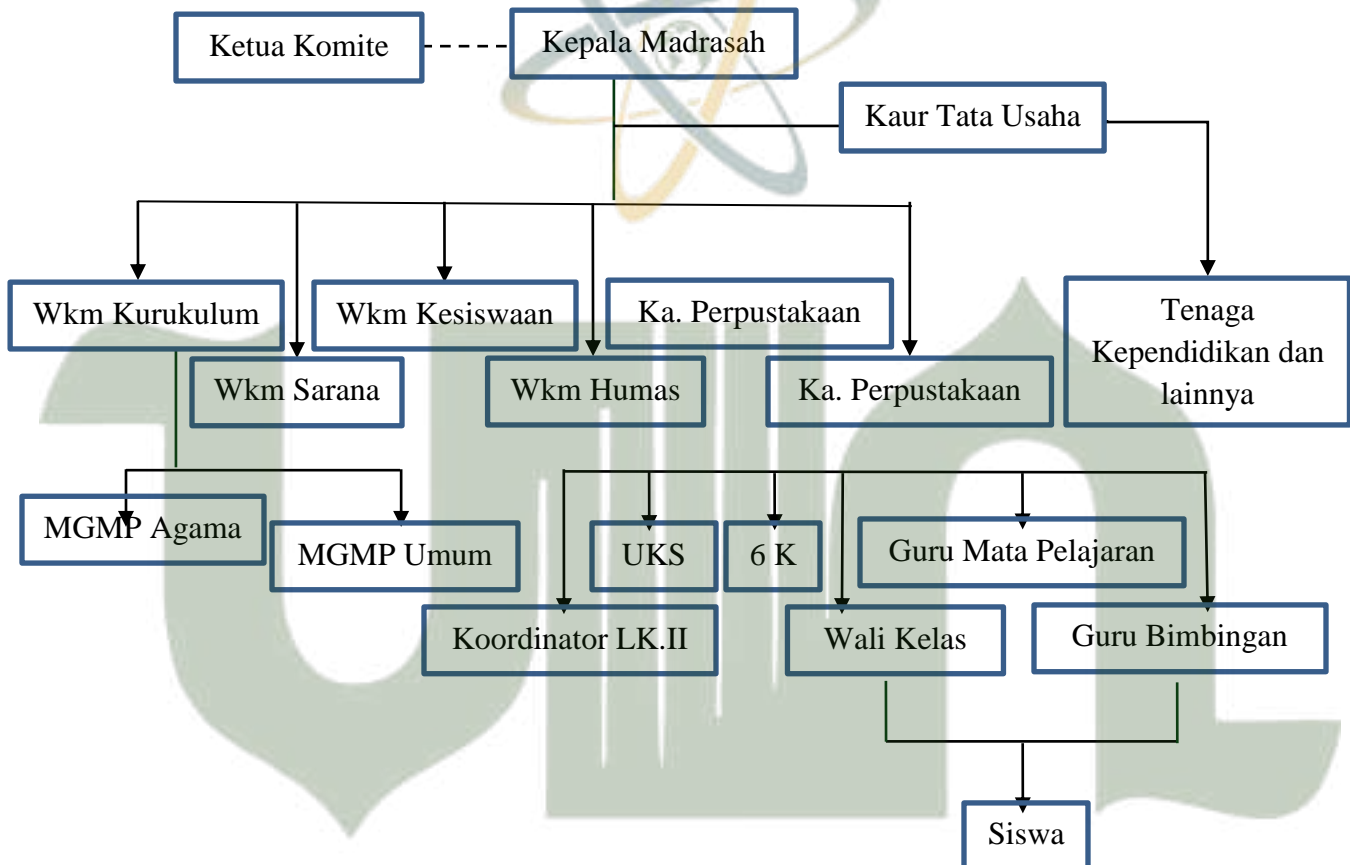 Ketua Komite
Kepala Madrasah
Kaur Tata Usaha
Wkm Kurukulum
Wkm Kesiswaan
Ka. Perpustakaan
Tenaga
Kependidikan dan
lainnya
Wkm Sarana
Wkm Humas
Ka. Perpustakaan
MGMP Agama
MGMP Umum
UKS
6 K
Guru Mata Pelajaran
Koordinator LK.II
Wali Kelas
Guru Bimbingan
Siswa